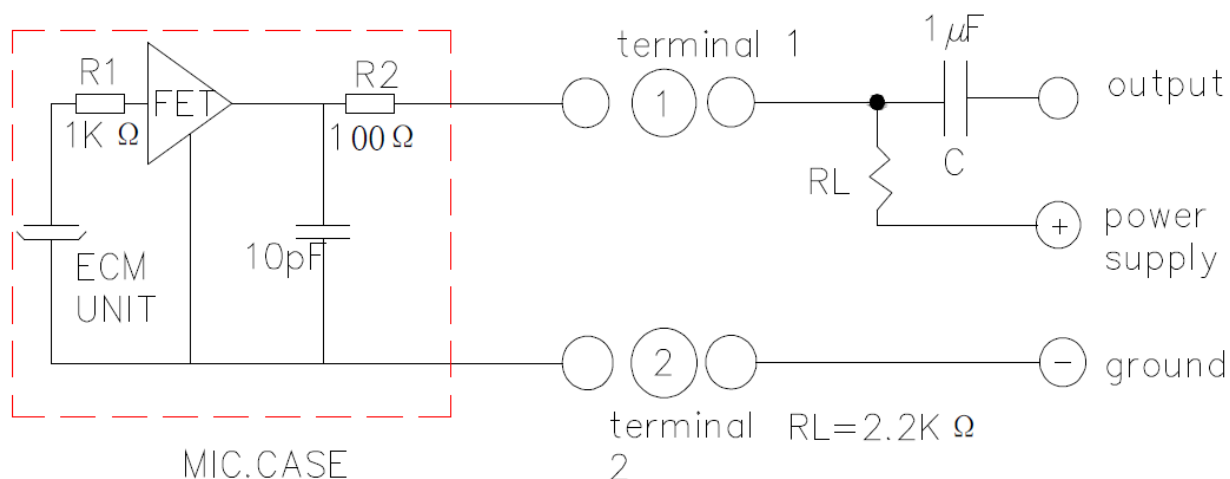 R1
1K Ω
FET
R2
100Ω
10pF
ECM
UNIT
MIC.CASE
terminal 1
1
1μF
C
output
RL
+
power
supply
2
terminal
2
RL=2.2K Ω
−
ground